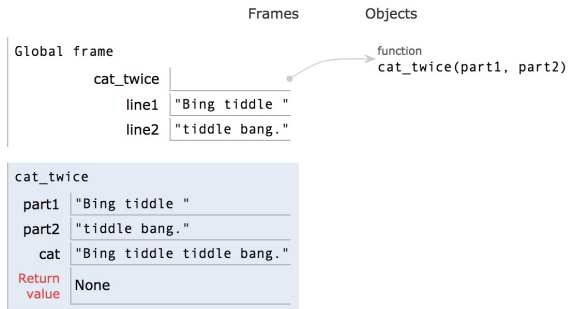 Frames Objects
Global frame
function
cat_twice(part1, part2)
cat_twice
line1 "Bing tiddle "
line2 "tiddle bang."
cat_twice
part1 "Bing tiddle "
part2 "tiddle bang."
cat "Bing tiddle tiddle bang."
Return
value None